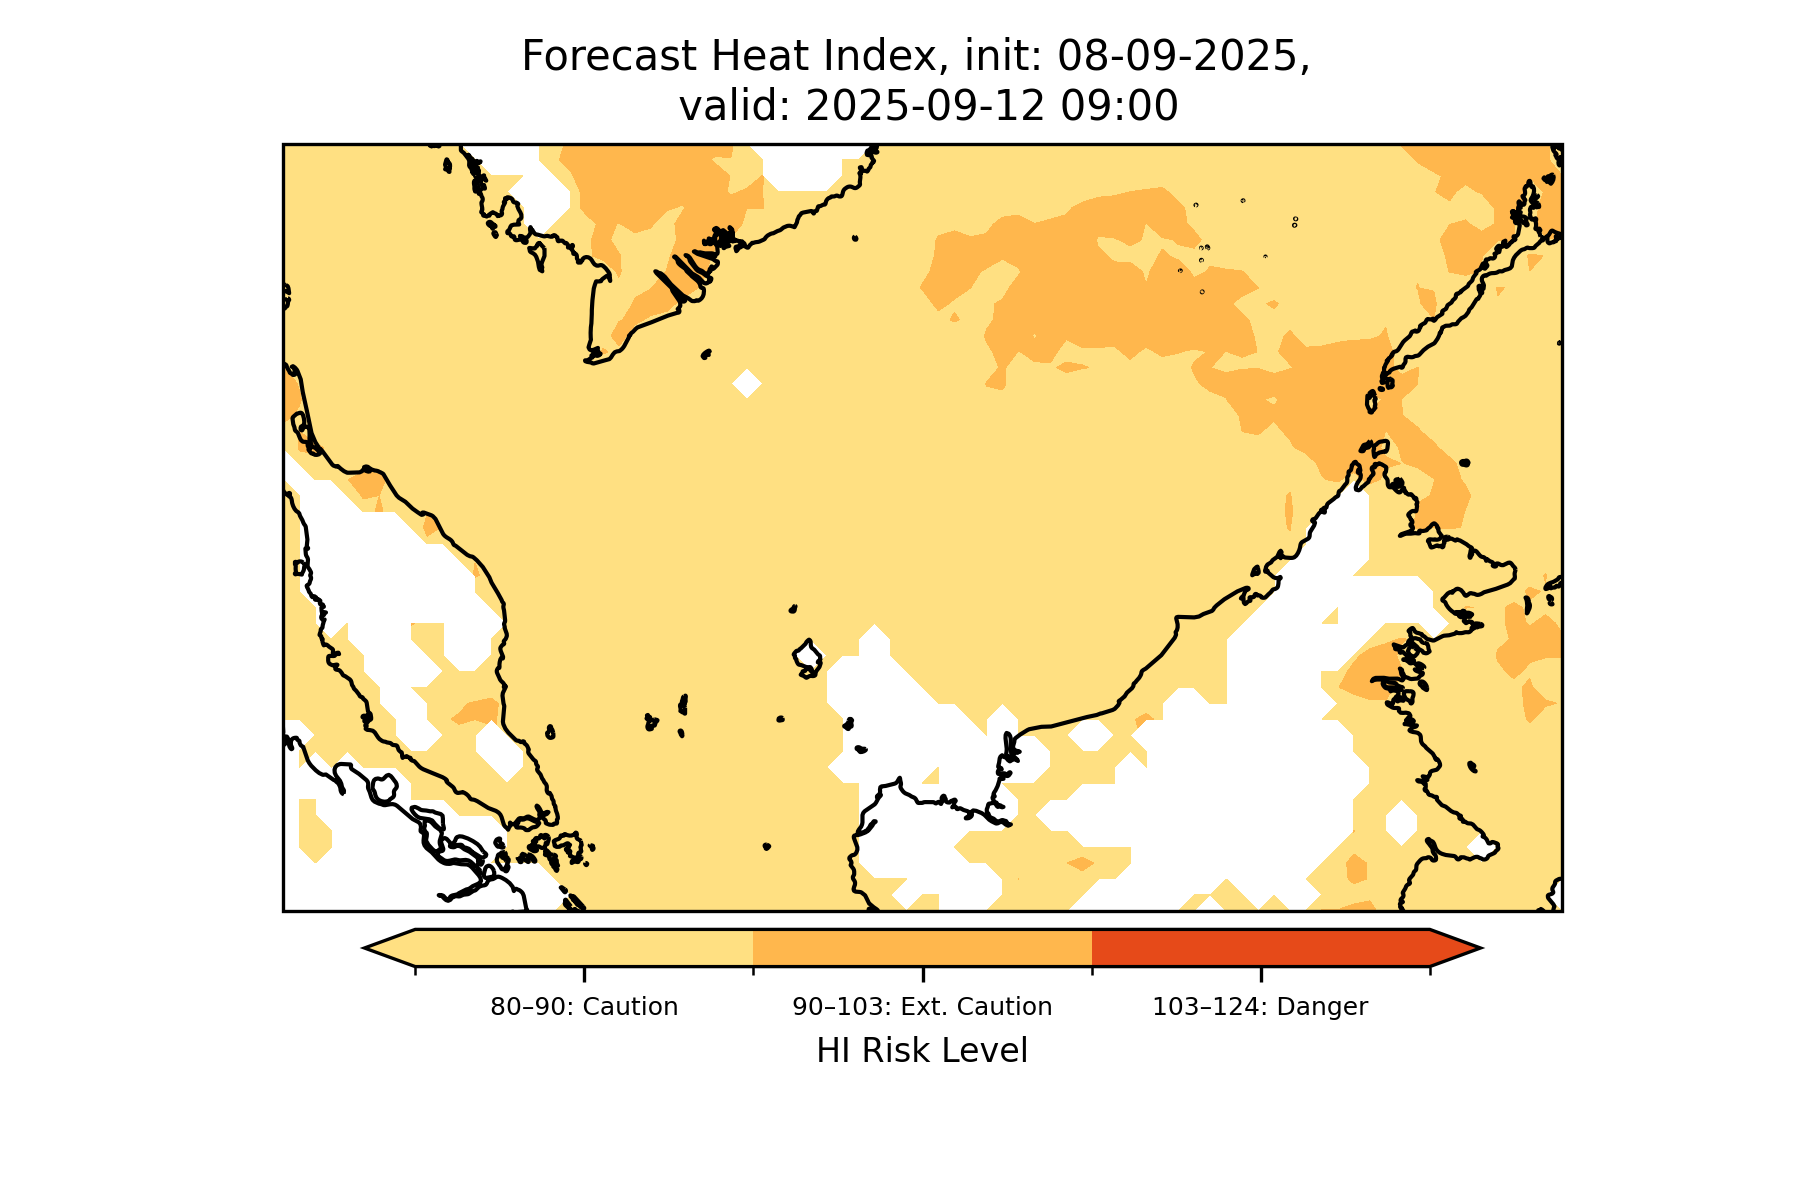 Forecast Heat Index, init: 08-09-2025,
valid: 2025-09-12 09:00
80–90: Caution
90–103: Ext. Caution
103–124: Danger
HI Risk Level